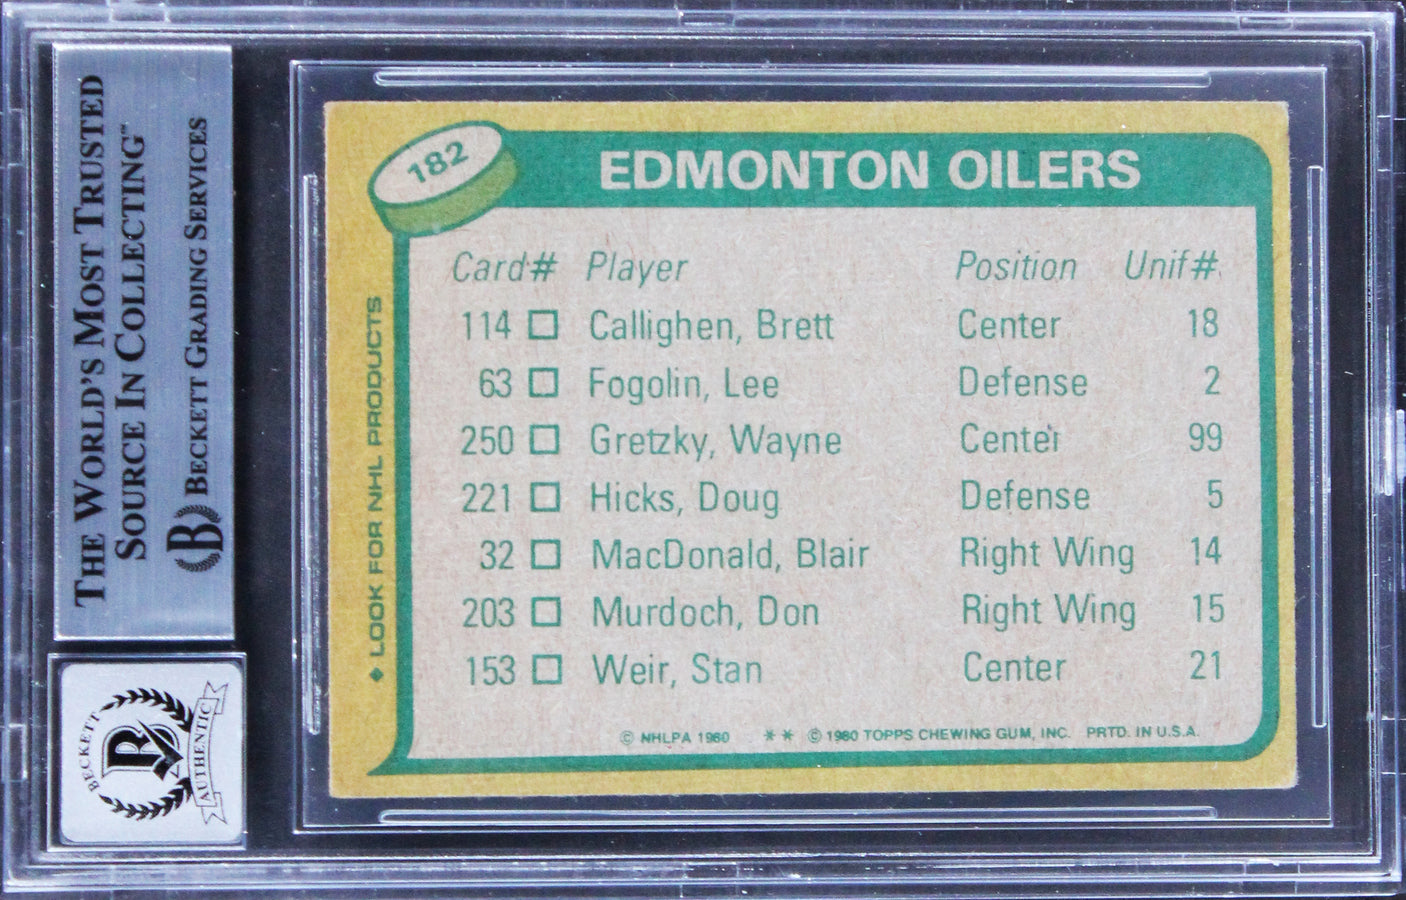 THE WORLD'S MOST TRUSTED
SOURCE IN COLLECTING™
B BECKETT GRADING SERVICES
BECKETT
B
AUTHENTIC
182
EDMONTON OILERS
Card# Player Position Unif#
114 Callighen, Brett Center 18
63 Fogolin, Lee Defense 2
250 Gretzky, Wayne Center 99
221 Hicks, Doug Defense 5
32 MacDonald, Blair Right Wing 14
203 Murdoch, Don Right Wing 15
153 Weir, Stan Center 21
© NHLPA 1980 ** © 1980 TOPPS CHEWING GUM, INC. PRTD. IN U.S.A.
♦ LOOK FOR NHL PRODUCTS